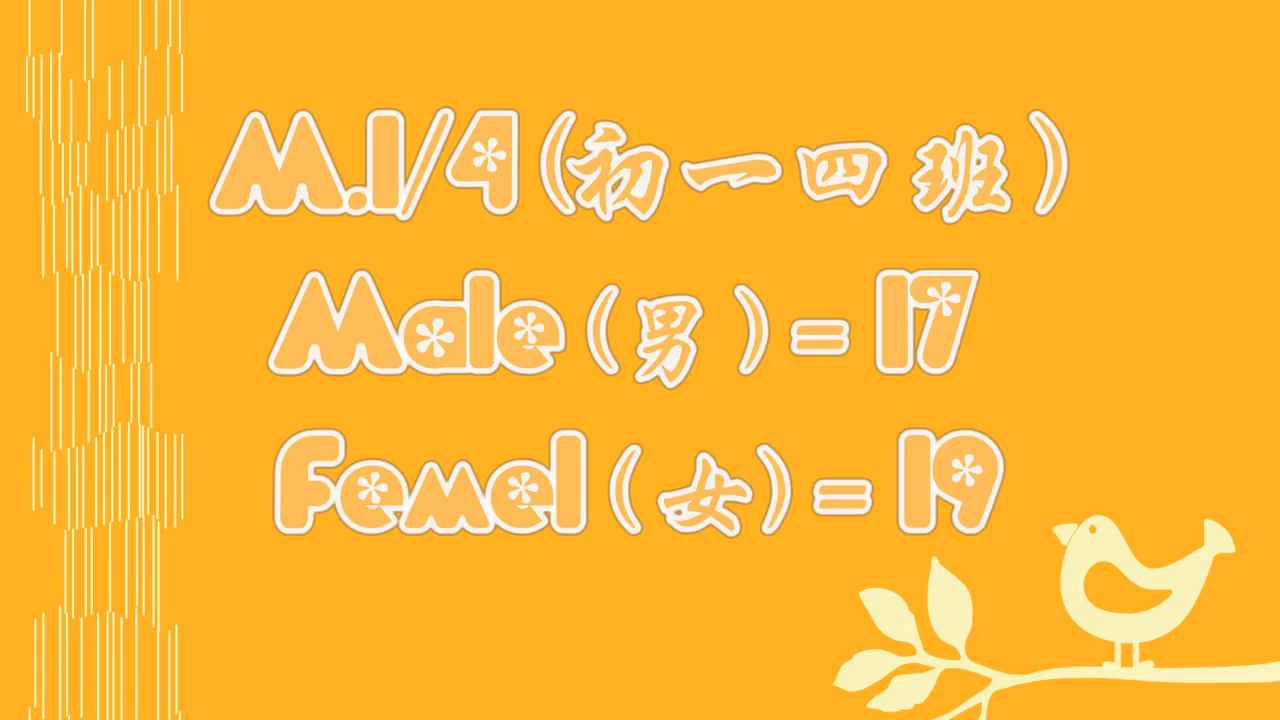 M.1/4 (初一四班)
Male (男) = 17
Femel (女) = 19